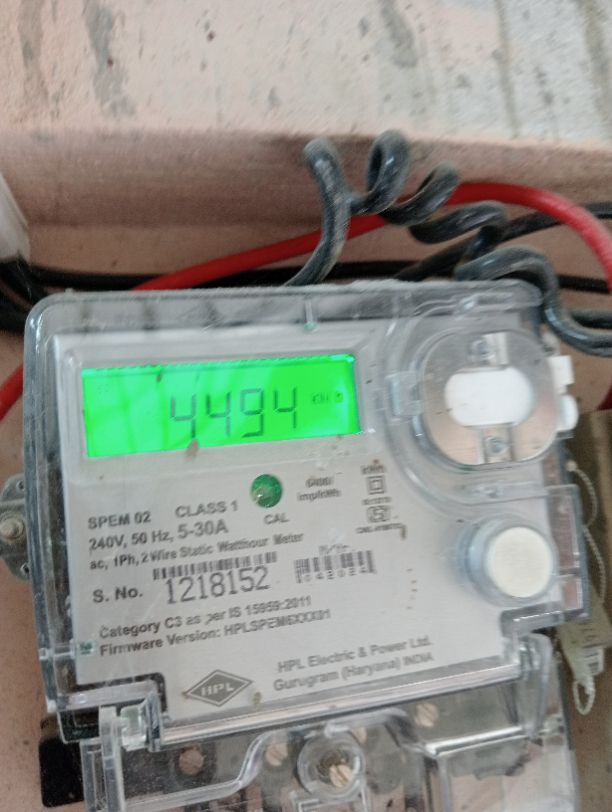 4494
SPEM 02 CLASS 1
CAL
240V, 50 Hz, 5-30A
ac, 1Ph, 2 Wire Static Watthour Meter
S. No. 1218152
Category C3 as per IS 15959:2011
Firmware Version:
HPL Electric & Power Ltd.
Gurugram (Haryana) INDIA
HPL